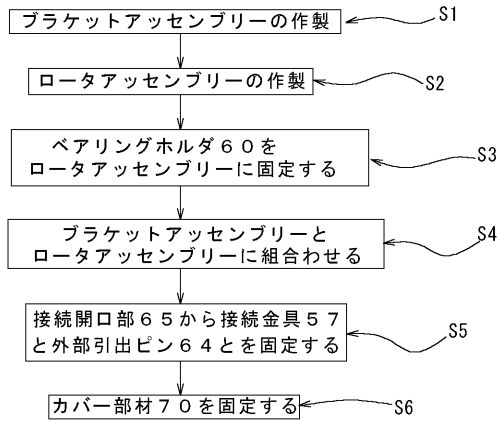 ブラケットアッセンブリーの作製
S1
ロータアッセンブリーの作製
S2
ベアリングホルダ60を
ロータアッセンブリーに固定する
S3
ブラケットアッセンブリーと
ロータアッセンブリーに組合わせる
S4
接続開口部65から接続金具57
と外部引出ピン64とを固定する
S5
カバー部材70を固定する
S6